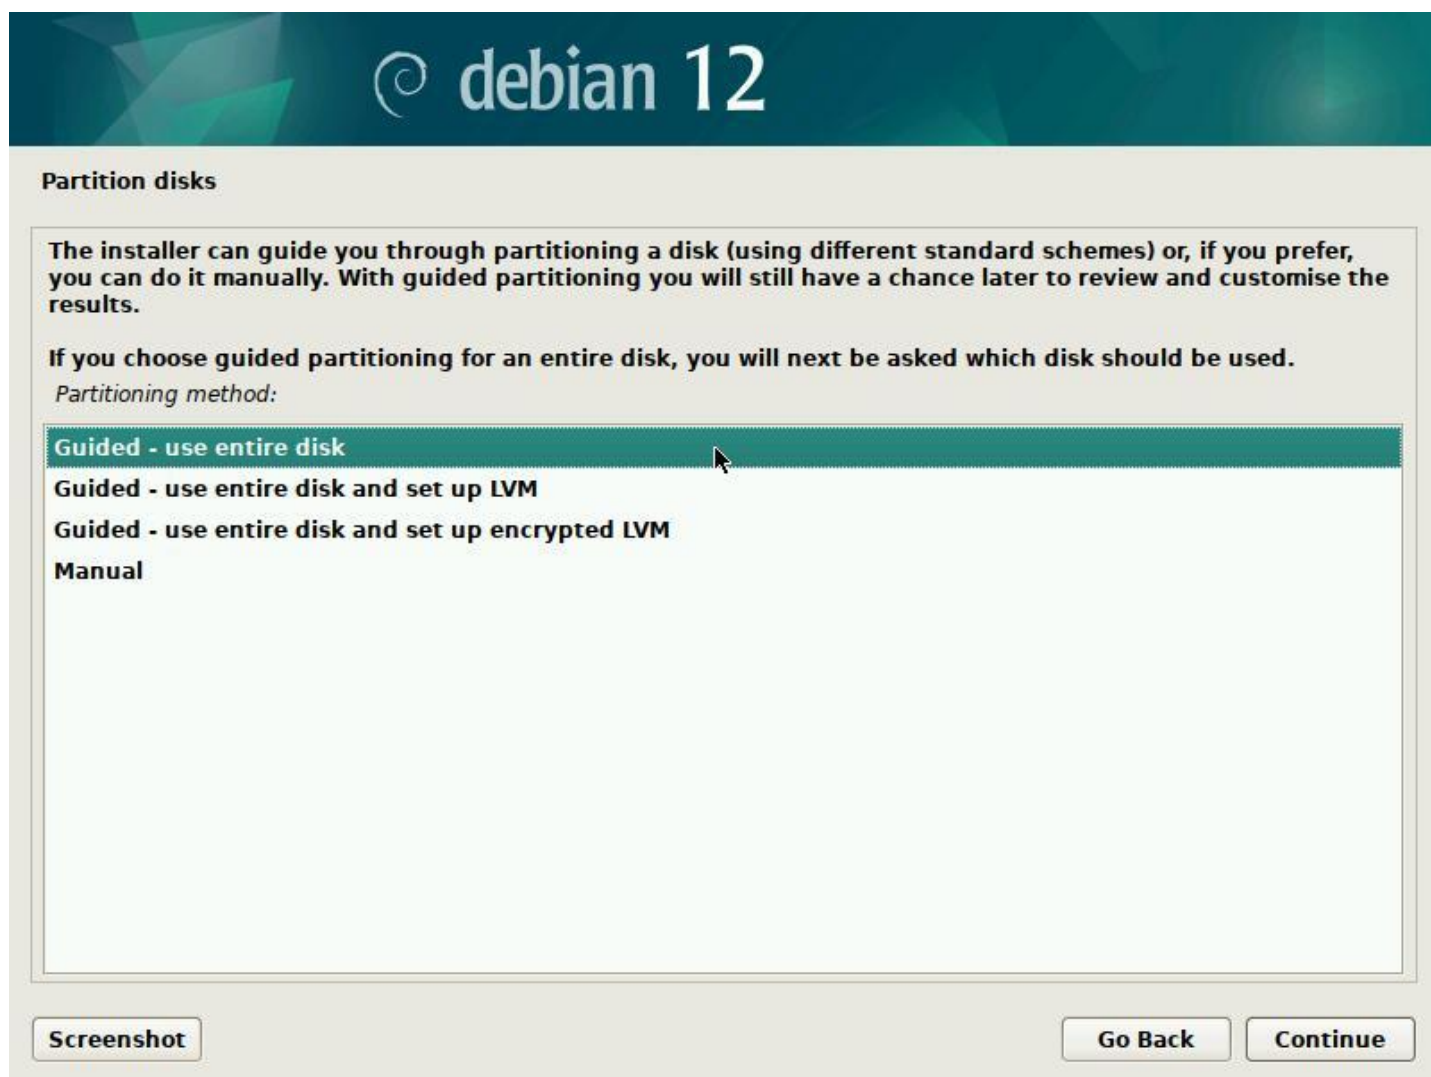 debian 12
Partition disks
The installer can guide you through partitioning a disk (using different standard schemes) or, if you prefer,
you can do it manually. With guided partitioning you will still have a chance later to review and customise the
results.
If you choose guided partitioning for an entire disk, you will next be asked which disk should be used.
Partitioning method:
Guided - use entire disk
Guided - use entire disk and set up LVM
Guided - use entire disk and set up encrypted LVM
Manual
Screenshot
Go Back
Continue